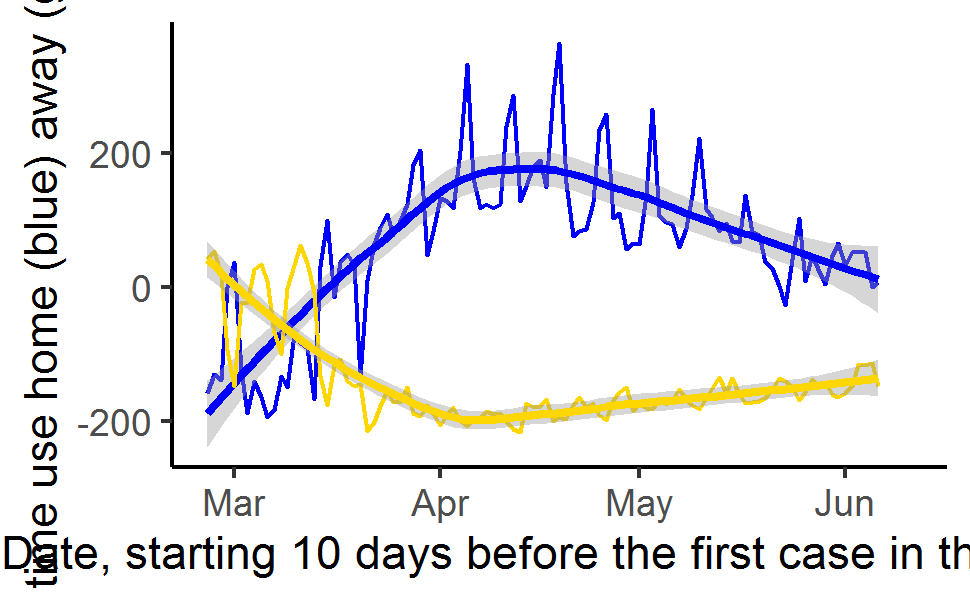 time use home (blue) away (
200
0
-200
Mar Apr May Jun
Date, starting 10 days before the first case in th